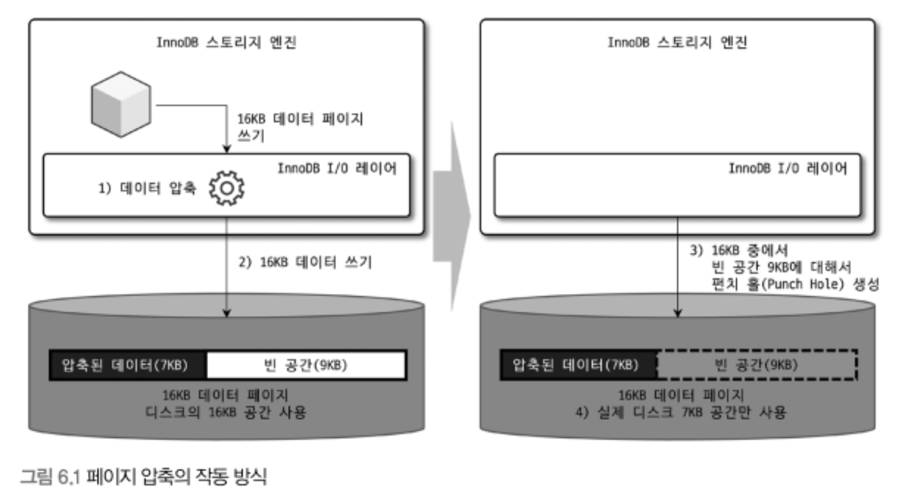 InnoDB 스토리지 엔진
16KB 데이터 페이지
쓰기
InnoDB I/O 레이어
1) 데이터 압축
2) 16KB 데이터 쓰기
압축된 데이터(7KB)
빈 공간(9KB)
16KB 데이터 페이지
디스크의 16KB 공간 사용
InnoDB 스토리지 엔진
InnoDB I/O 레이어
3) 16KB 중에서
빈 공간 9KB에 대해서
펀치 홀(Punch Hole) 생성
압축된 데이터(7KB)
빈 공간(9KB)
16KB 데이터 페이지
4) 실제 디스크 7KB 공간만 사용
그림 6.1 페이지 압축의 작동 방식